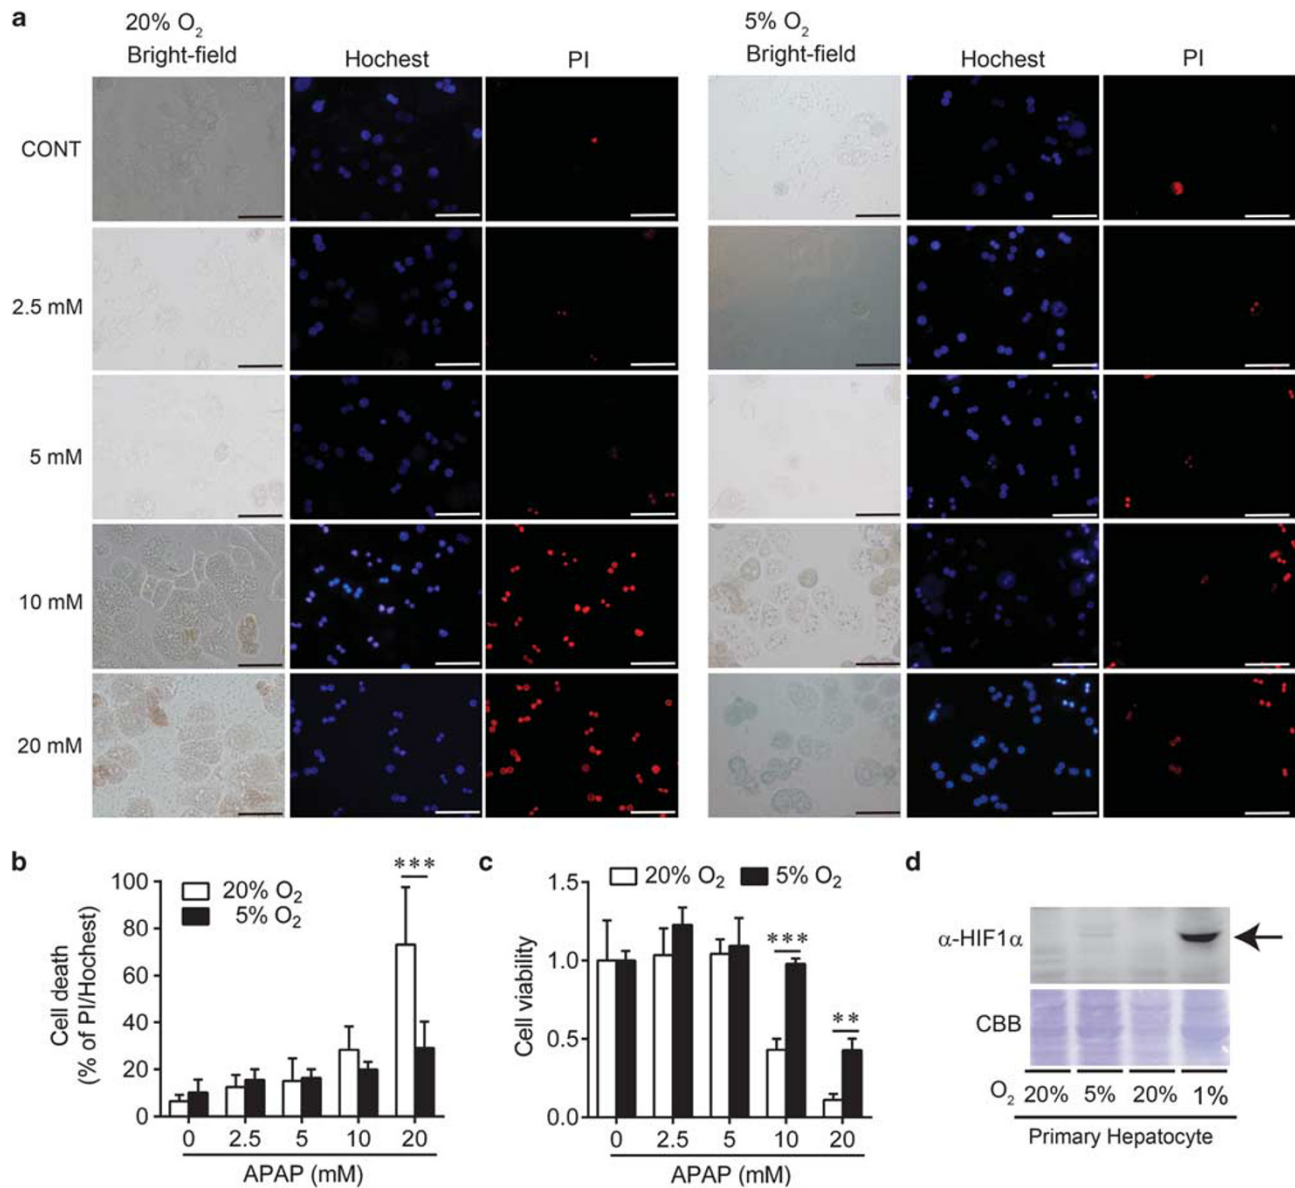 a
20% O2
Bright-field Hochest PI
5% O2
Bright-field Hochest PI
CONT
2.5 mM
5 mM
10 mM
20 mM
b
Cell death
(% of PI/Hochest)
100
80
60
40
20
0
20% O2
5% O2
***
0 2.5 5 10 20
APAP (mM)
c
Cell viability
1.5
1.0
0.5
0.0
20% O2 5% O2
***
**
0 2.5 5 10 20
APAP (mM)
d
α-HIF1α
CBB
O2 20% 5% 20% 1%
Primary Hepatocyte